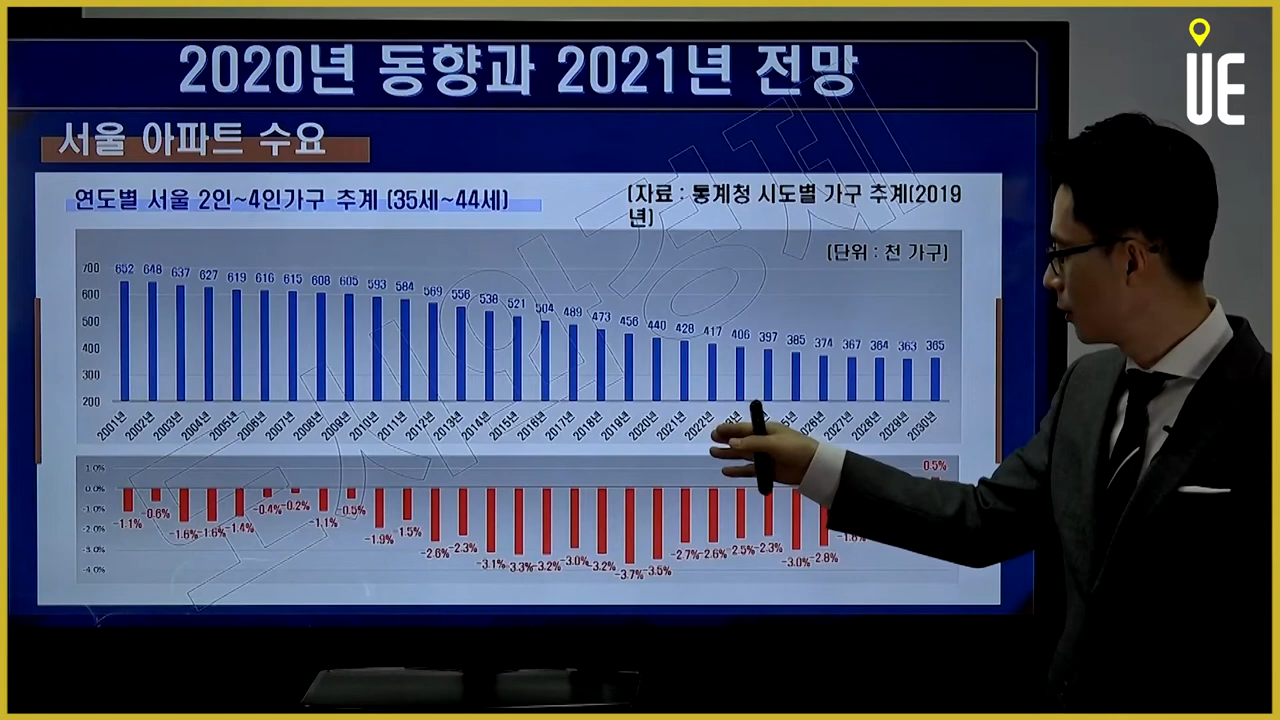 UE
2020년 동향과 2021년 전망
서울 아파트 수요
연도별 서울 2인~4인가구 추계 (35세~44세)
(자료 : 통계청 시도별 가구 추계(2019
년)
(단위 : 천 가구)
700
600
500
400
300
200
652 648 637 627 619 616 615 608 605 593 584 569 556 538 521 504 489 473 456 440 428 417 406 397 385 374 367 364 363 365
2001년 2002년 2003년 2004년 2005년 2006년 2007년 2008년 2009년 2010년 2011년 2012년 2013년 2014년 2015년 2016년 2017년 2018년 2019년 2020년 2021년 2022년 2027년 2028년 2029년 2030년
1.0%
0.0%
-1.0%
-2.0%
-3.0%
-4.0%
-1.1% -0.6% -1.6% -1.6% -1.4% -0.4% -0.2% -1.1% -0.5% -1.9% 1.5% -2.6% -2.3% -3.1% -3.3% -3.2% -3.0% -3.2% -3.7% -3.5% -2.7% -2.6% 2.5% -2.3% -3.0% -2.8% -1.8% 0.5%
도시와경제